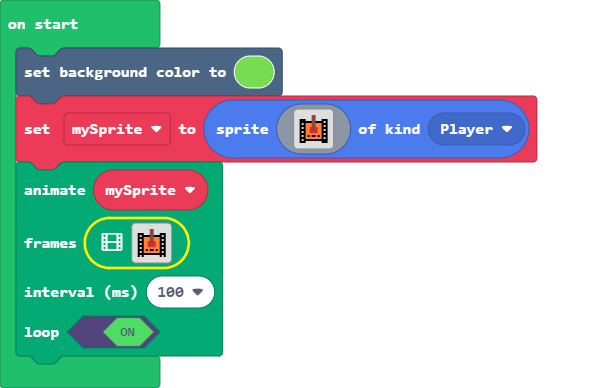 on start
set background color to
set mySprite to sprite of kind Player
animate mySprite
frames
interval (ms) 100
loop ON